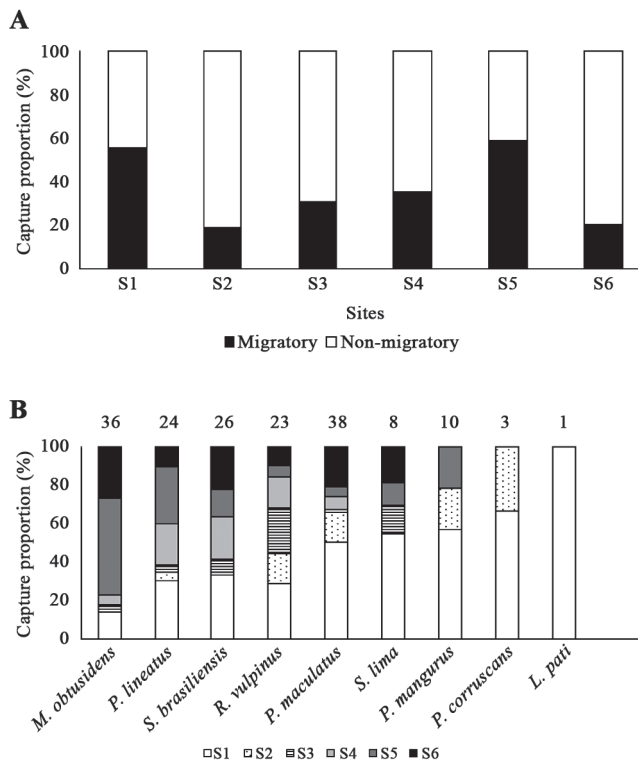 A
Capture proportion (%)
100
80
60
40
20
0
S1 S2 S3 S4 S5 S6
Sites
Migratory Non-migratory
B
36 24 26 23 38 8 10 3 1
Capture proportion (%)
100
80
60
40
20
0
M. obtusidens P. lineatus S. brasiliensis R. vulpinus P. maculatus S. lima P. mangurus P. corruscans L. pati
S1 S2 S3 S4 S5 S6